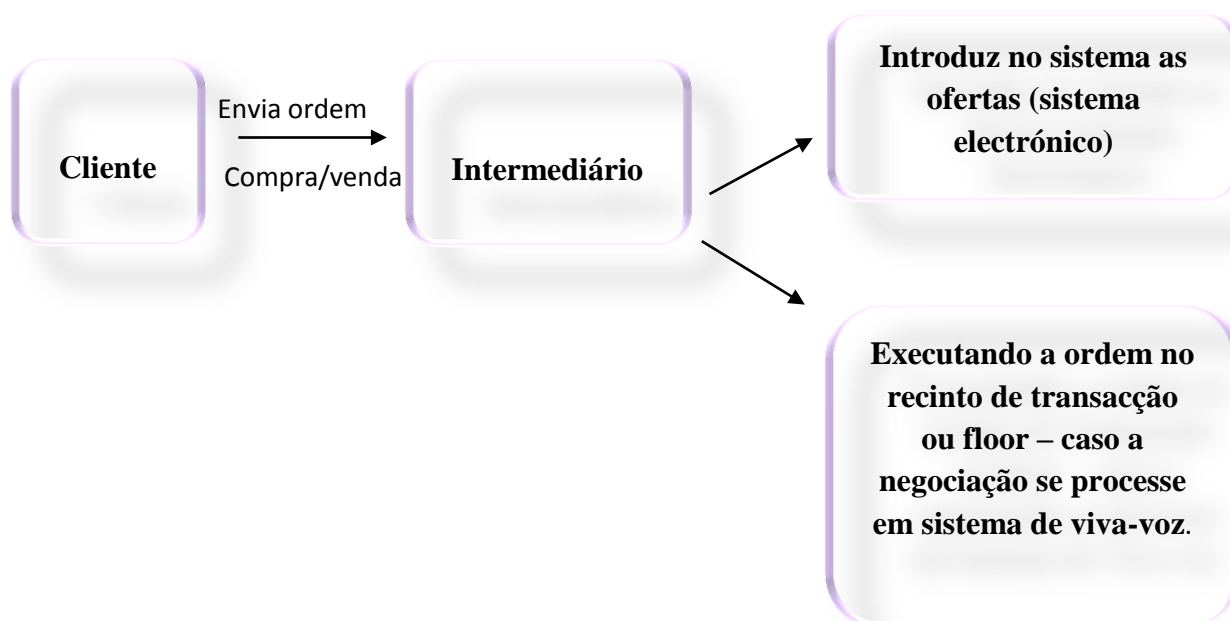 Cliente
Envia ordem
Compra/venda
Intermediário
Introduz no sistema as
ofertas (sistema
electrónico)
Executando a ordem no
recinto de transacção
ou floor – caso a
negociação se processe
em sistema de viva-voz.